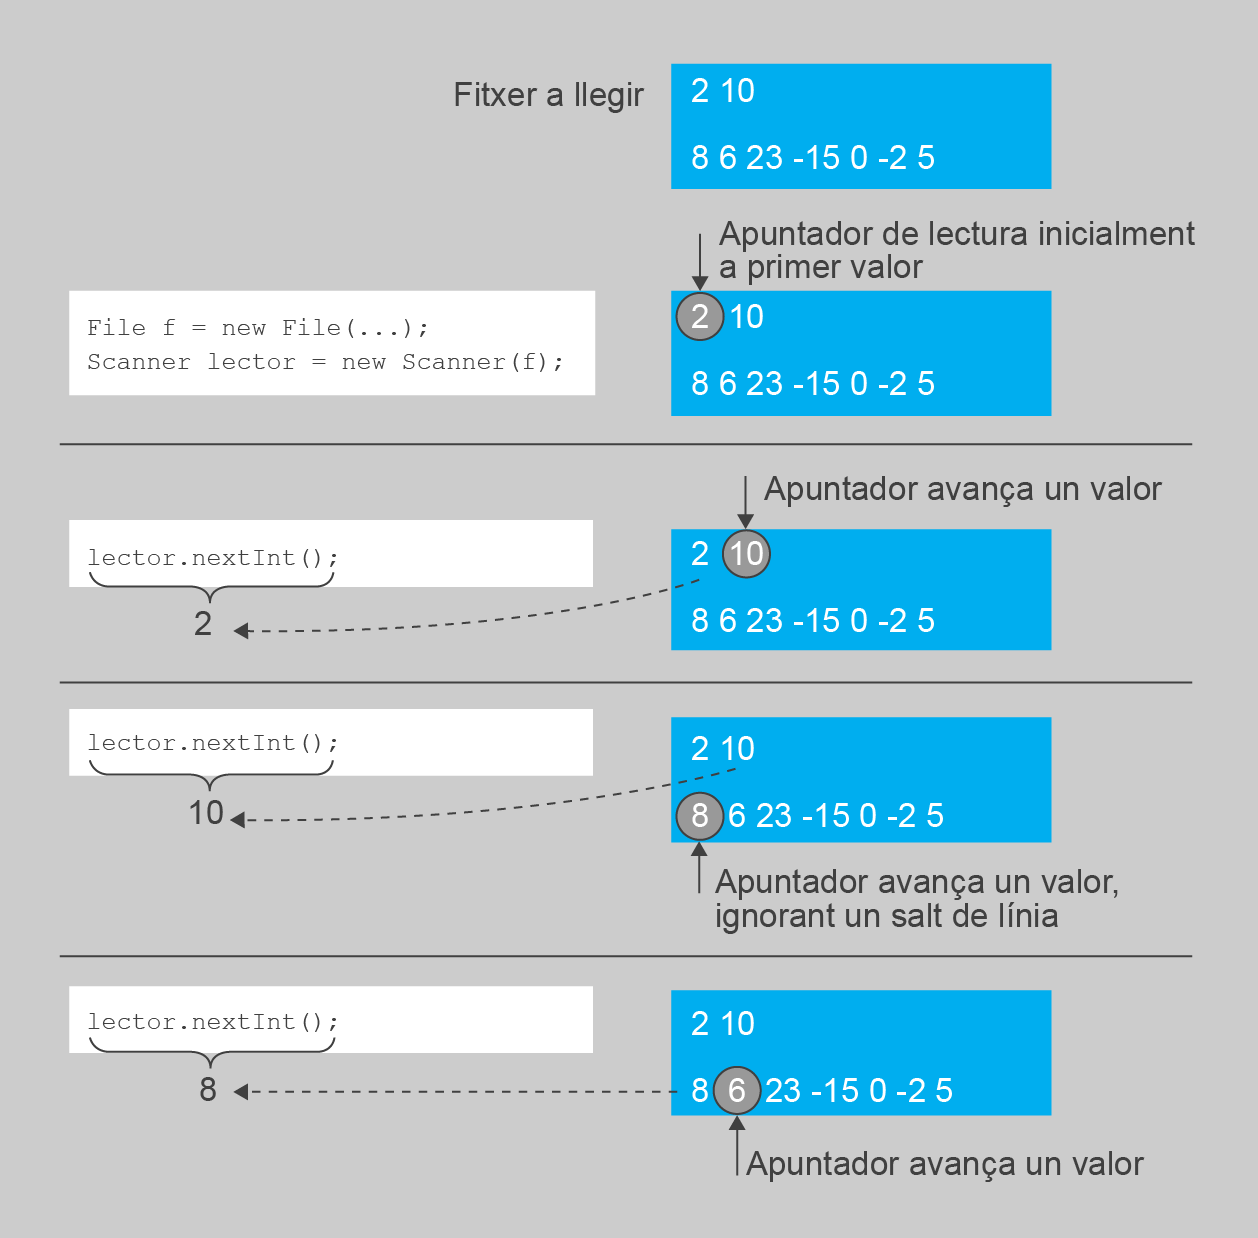 Fitxer a llegir
2 10
8 6 23 -15 0 -2 5
Apuntador de lectura inicialment
a primer valor
File f = new File(...);
Scanner lector = new Scanner(f);
2 10
8 6 23 -15 0 -2 5
Apuntador avança un valor
lector.nextInt();
2
2 10
8 6 23 -15 0 -2 5
lector.nextInt();
10
2 10
8 6 23 -15 0 -2 5
Apuntador avança un valor,
ignorant un salt de línia
lector.nextInt();
8
2 10
8 6 23 -15 0 -2 5
Apuntador avança un valor